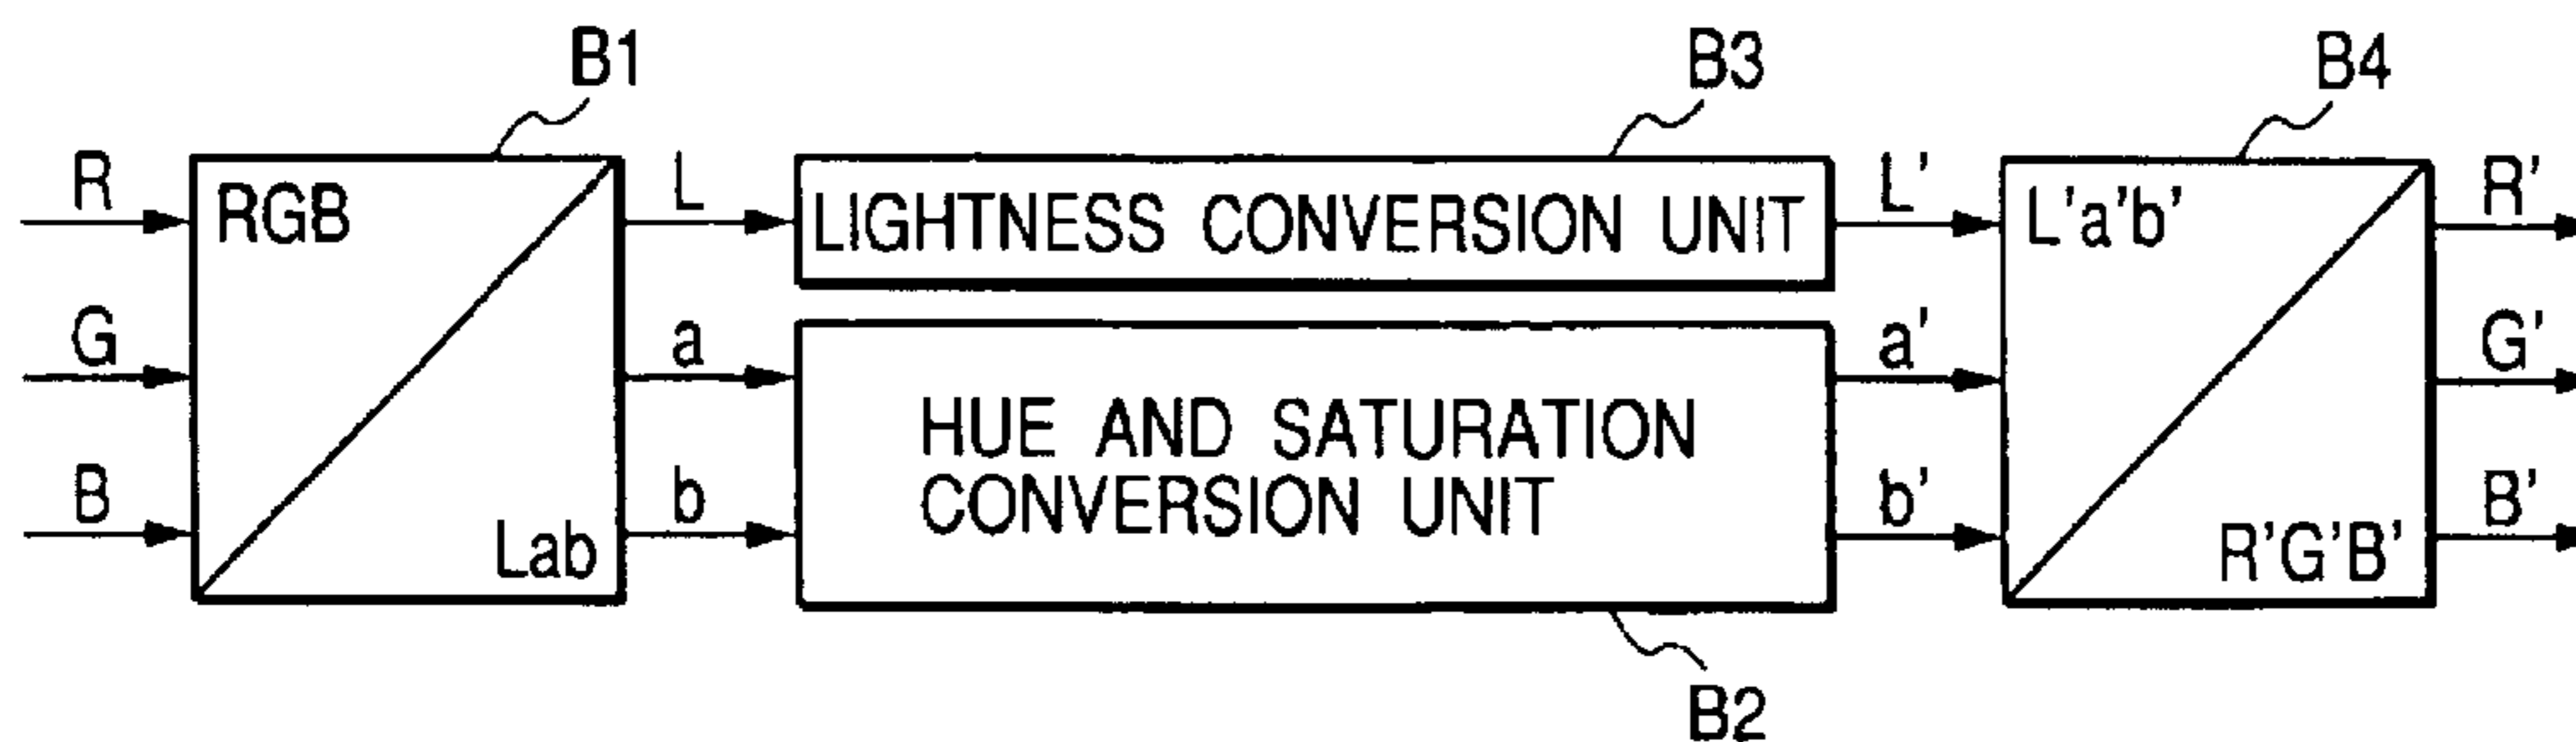 B1
B3
B4
R
RGB
L
LIGHTNESS CONVERSION UNIT
L'
L'a'b'
R'
G
a
a'
G'
HUE AND SATURATION
CONVERSION UNIT
B
Lab
b
b'
R'G'B'
B'
B2